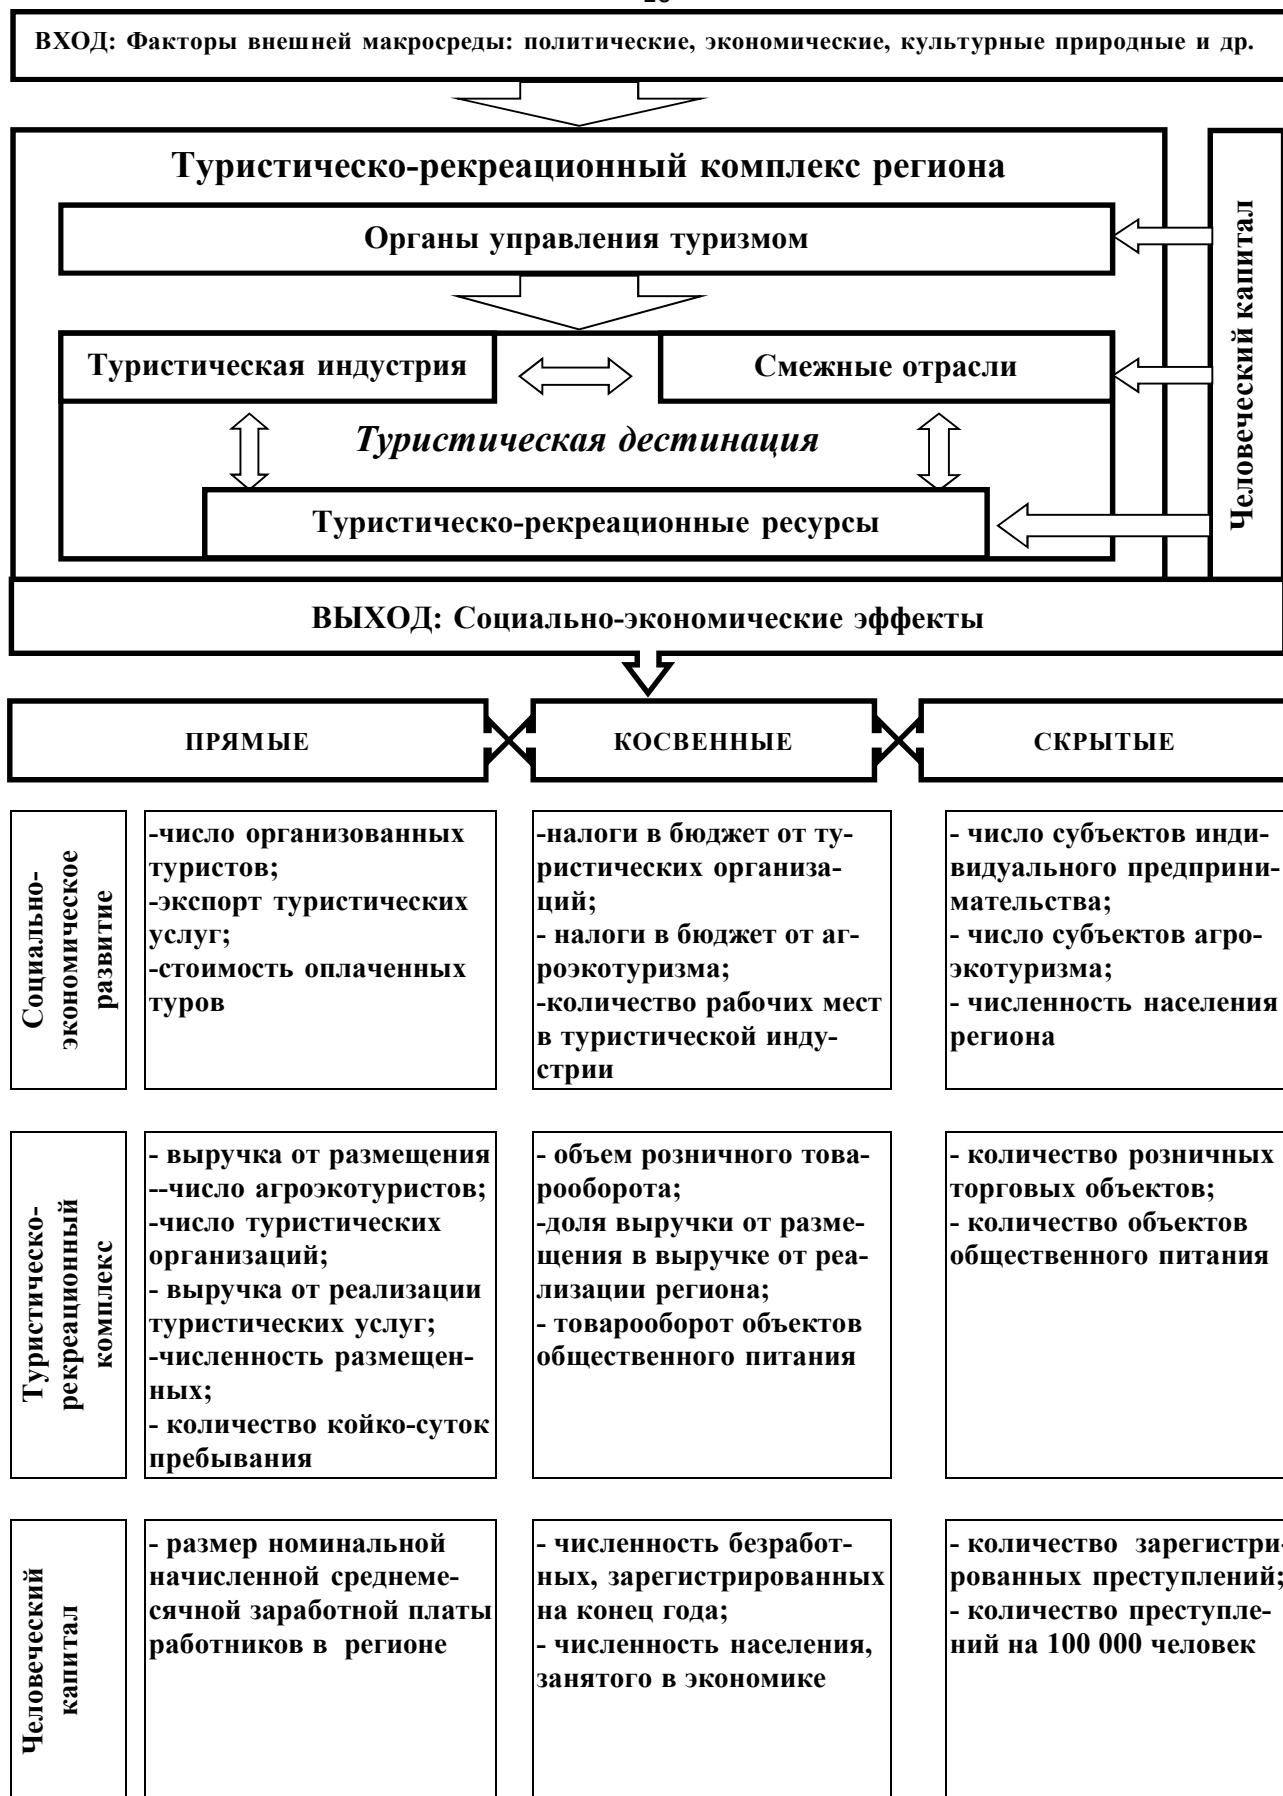 ВХОД: Факторы внешней макросреды: политические, экономические, культурные природные и др.
Туристическо-рекреационный комплекс региона
Органы управления туризмом
Человеческий капитал
Туристическая индустрия
Смежные отрасли
Туристическая дестинация
Туристическо-рекреационные ресурсы
ВЫХОД: Социально-экономические эффекты
ПРЯМЫЕ
КОСВЕННЫЕ
СКРЫТЫЕ
Социально-
экономическое
развитие
-число организованных
туристов;
-экспорт туристических
услуг;
-стоимость оплаченных
туров
-налоги в бюджет от ту-
ристических организа-
ций;
- налоги в бюджет от аг-
роэкотуризма;
-количество рабочих мест
в туристической инду-
стрии
- число субъектов инди-
видуального предприни-
мательства;
- число субъектов агро-
экотуризма;
- численность населения
региона
Туристическо-
рекреационный
комплекс
- выручка от размещения
--число агроэкотуристов;
-число туристических
организаций;
- выручка от реализации
туристических услуг;
-численность размещен-
ных;
- количество койко-суток
пребывания
- объем розничного това-
рооборота;
-доля выручки от разме-
щения в выручке от реа-
лизации региона;
- товарооборот объектов
общественного питания
- количество розничных
торговых объектов;
- количество объектов
общественного питания
Человеческий
капитал
- размер номинальной
начисленной среднеме-
сячной заработной платы
работников в регионе
- численность безработ-
ных, зарегистрированных
на конец года;
- численность населения,
занятого в экономике
- количество зарегистри-
рованных преступлений;
- количество преступле-
ний на 100 000 человек